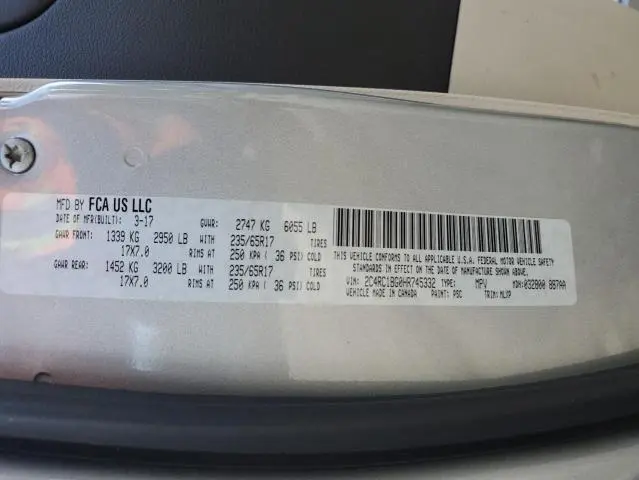 MFD BY FCA US LLC
DATE OF MFR(BUILT): 3-17 GVWR: 2747 KG 6055 LB
GAWR FRONT: 1339 KG 2950 LB WITH 235/65R17 TIRES
17X7.0 RIMS AT 250 KPA ( 36 PSI) COLD
GAWR REAR: 1452 KG 3200 LB WITH 235/65R17 TIRES
17X7.0 RIMS AT 250 KPA ( 36 PSI) COLD
THIS VEHICLE CONFORMS TO ALL APPLICABLE U.S.A. FEDERAL MOTOR VEHICLE SAFETY
STANDARDS IN EFFECT ON THE DATE OF MANUFACTURE SHOWN ABOVE.
VIN: 2C4RC1BG0HR745332 TYPE: MPV MDH: 032800 897AA
VEHICLE MADE IN CANADA PAINT: PSC TRIM: